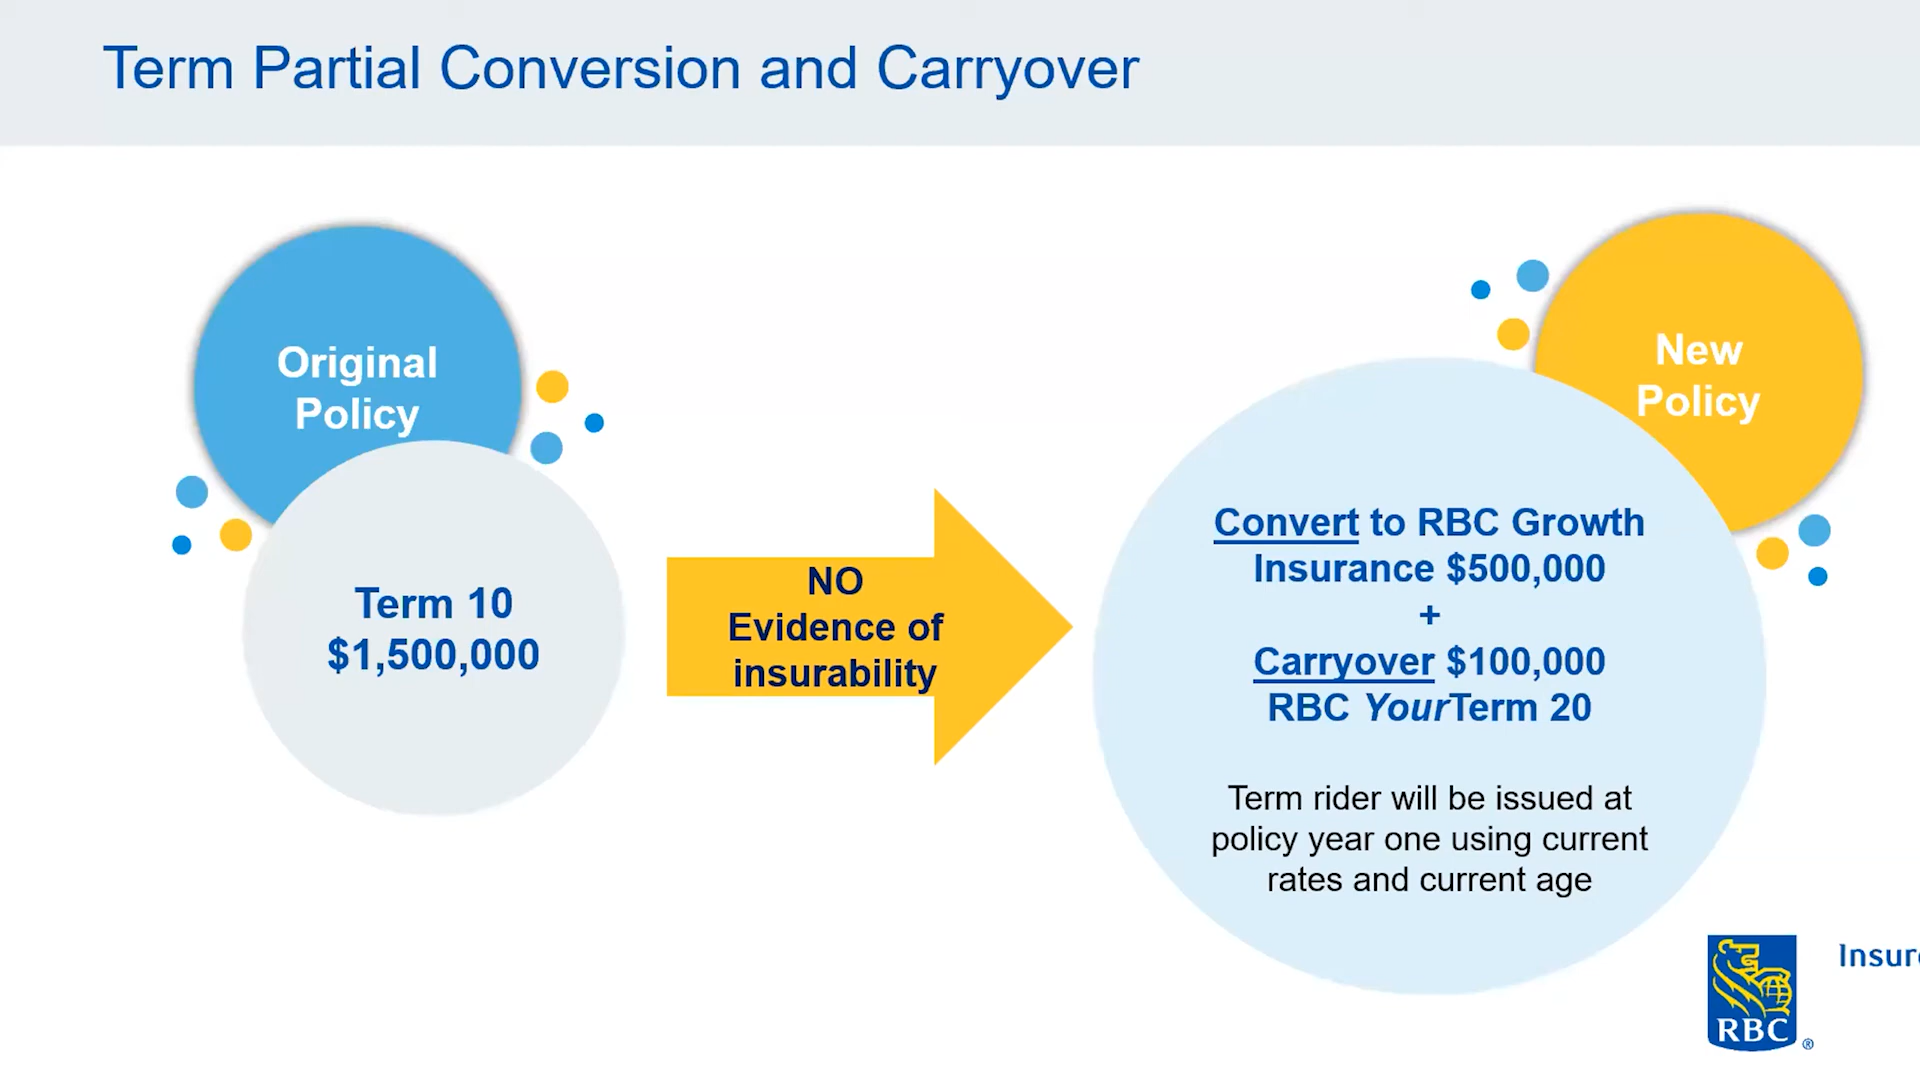 Term Partial Conversion and Carryover
Original
Policy
Term 10
$1,500,000
NO
Evidence of
insurability
New
Policy
Convert to RBC Growth
Insurance $500,000
+
Carryover $100,000
RBC YourTerm 20
Term rider will be issued at
policy year one using current
rates and current age
RBC
®